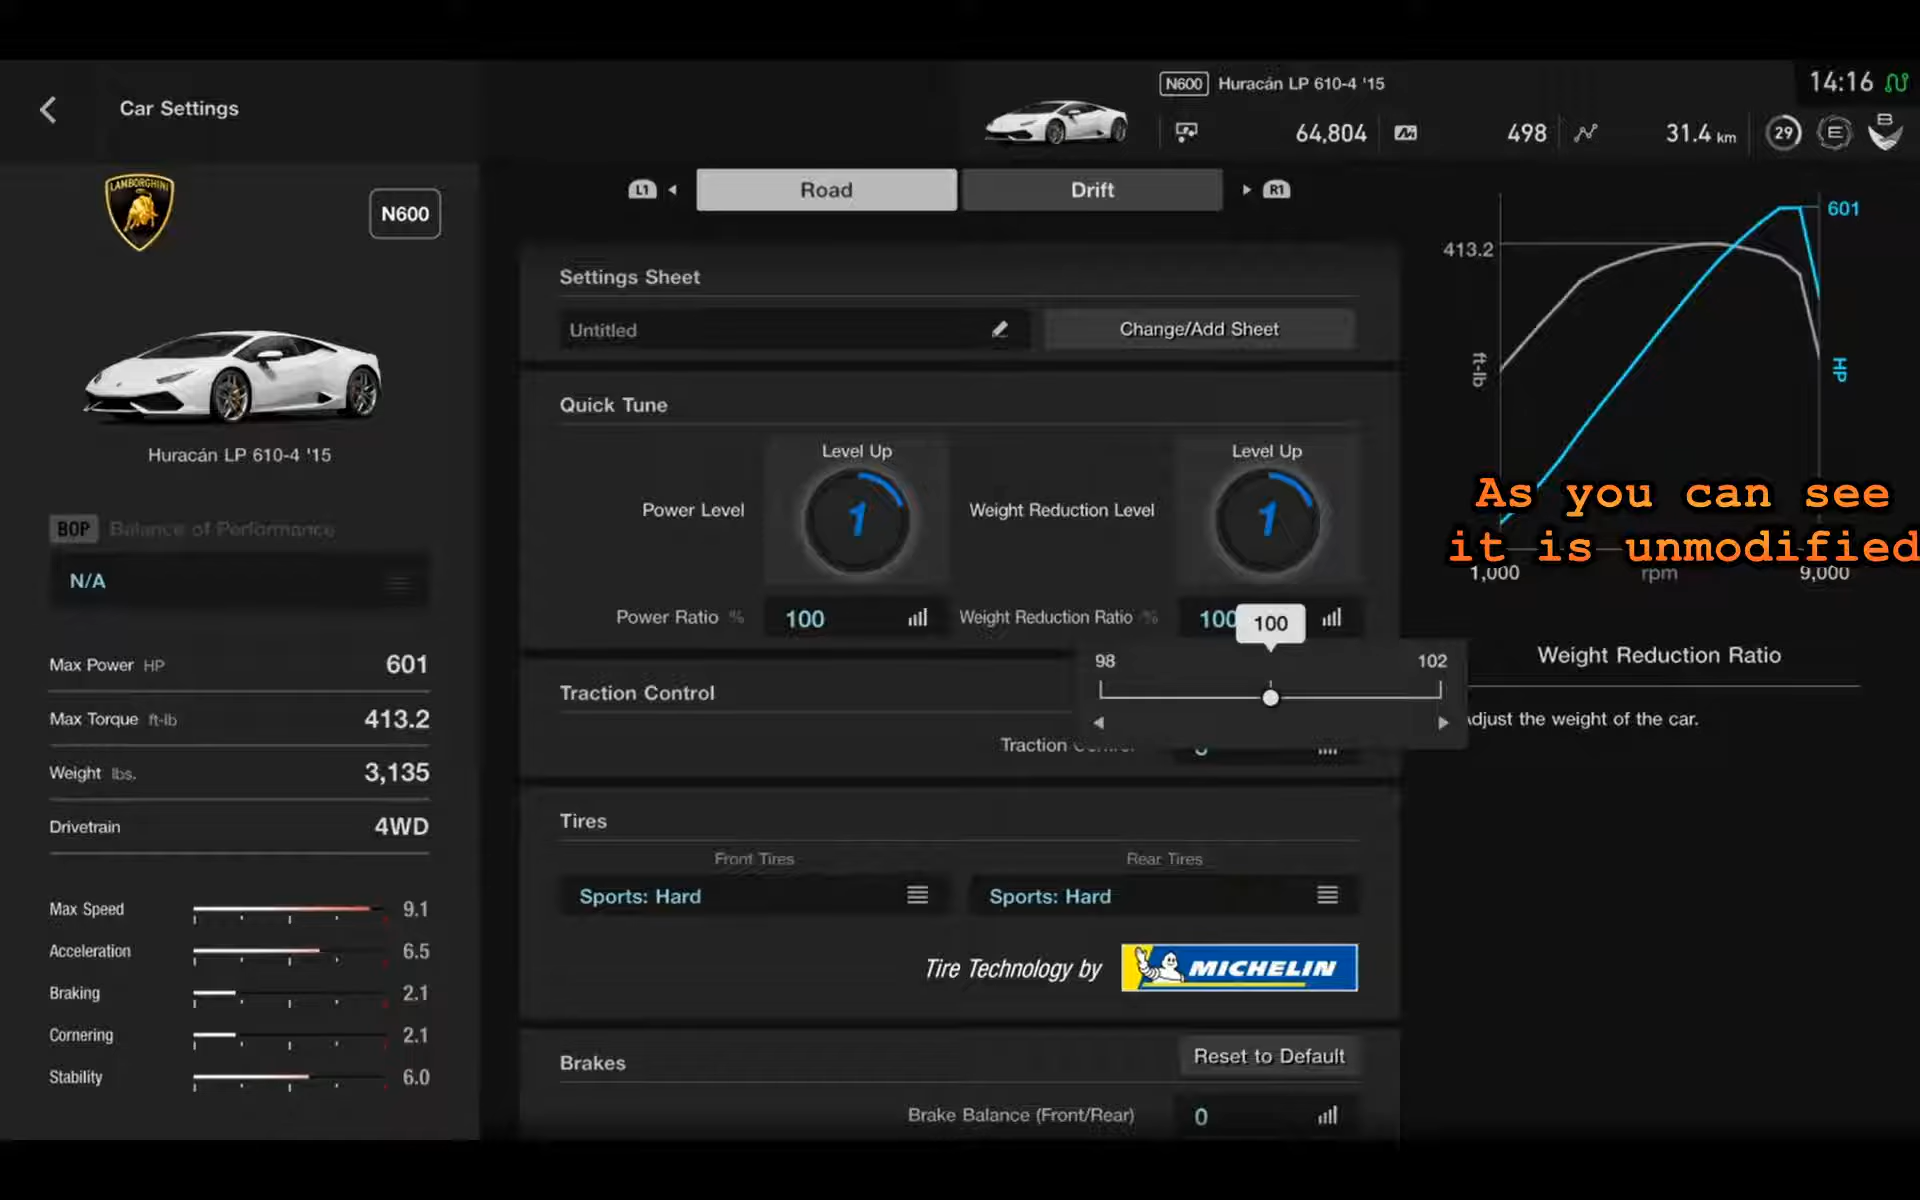 Car Settings
N600 Huracán LP 610-4 '15
64,804
498
31.4 km
29
E
B
14:16
LAMBORGHINI
N600
Huracán LP 610-4 '15
BOP Balance of Performance
N/A
Max Power HP 601
Max Torque ft-lb 413.2
Weight lbs. 3,135
Drivetrain 4WD
Max Speed 9.1
Acceleration 6.5
Braking 2.1
Cornering 2.1
Stability 6.0
L1 Road Drift R1
Settings Sheet
Untitled Change/Add Sheet
Quick Tune
Level Up Level Up
Power Level 1 Weight Reduction Level 1
Power Ratio % 100 Weight Reduction Ratio % 100
100
98 102
Traction Control
Traction
Tires
Front Tires Rear Tires
Sports: Hard Sports: Hard
Tire Technology by MICHELIN
Brakes Reset to Default
Brake Balance (Front/Rear) 0
601
413.2
ft-lb
HP
As you can see
it is unmodified
1,000 rpm 9,000
Weight Reduction Ratio
djust the weight of the car.